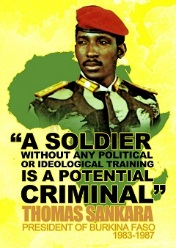 “A SOLDIER
WITHOUT ANY POLITICAL
OR IDEOLOGICAL TRAINING
IS A POTENTIAL
CRIMINAL”
THOMAS SANKARA
PRESIDENT OF BURKINA FASO
1983-1987